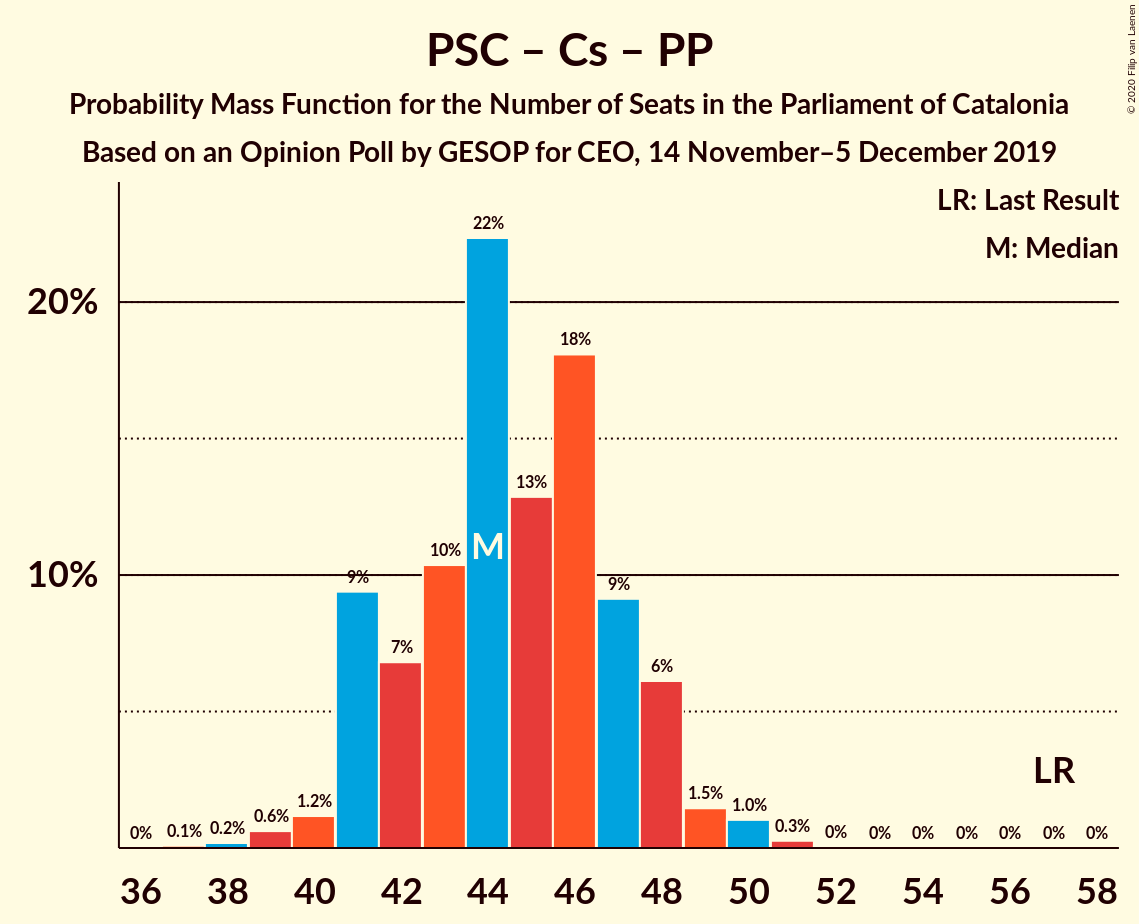 PSC – Cs – PP
Probability Mass Function for the Number of Seats in the Parliament of Catalonia
Based on an Opinion Poll by GESOP for CEO, 14 November–5 December 2019
© 2020 Filip van Laenen
LR: Last Result
M: Median
20%
10%
0% 0.1% 0.2% 0.6% 1.2% 9% 7% 10% 22% 13% 18% 9% 6% 1.5% 1.0% 0.3% 0% 0% 0% 0% 0% 0% 0%
M
LR
36 38 40 42 44 46 48 50 52 54 56 58